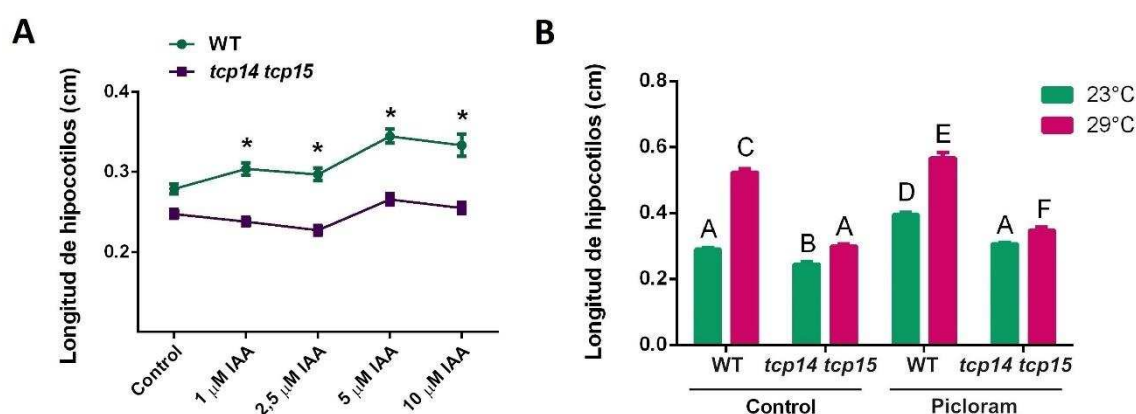 A
WT
tcp14 tcp15
Longitud de hipocotilos (cm)
0.4
0.3
0.2
* * * *
Control
1 μM IAA
2,5 μM IAA
5 μM IAA
10 μM IAA
B
23°C
29°C
Longitud de hipocotilos (cm)
0.8
0.6
0.4
0.2
0.0
A C B A D E A F
WT tcp14 tcp15 WT tcp14 tcp15
Control Picloram